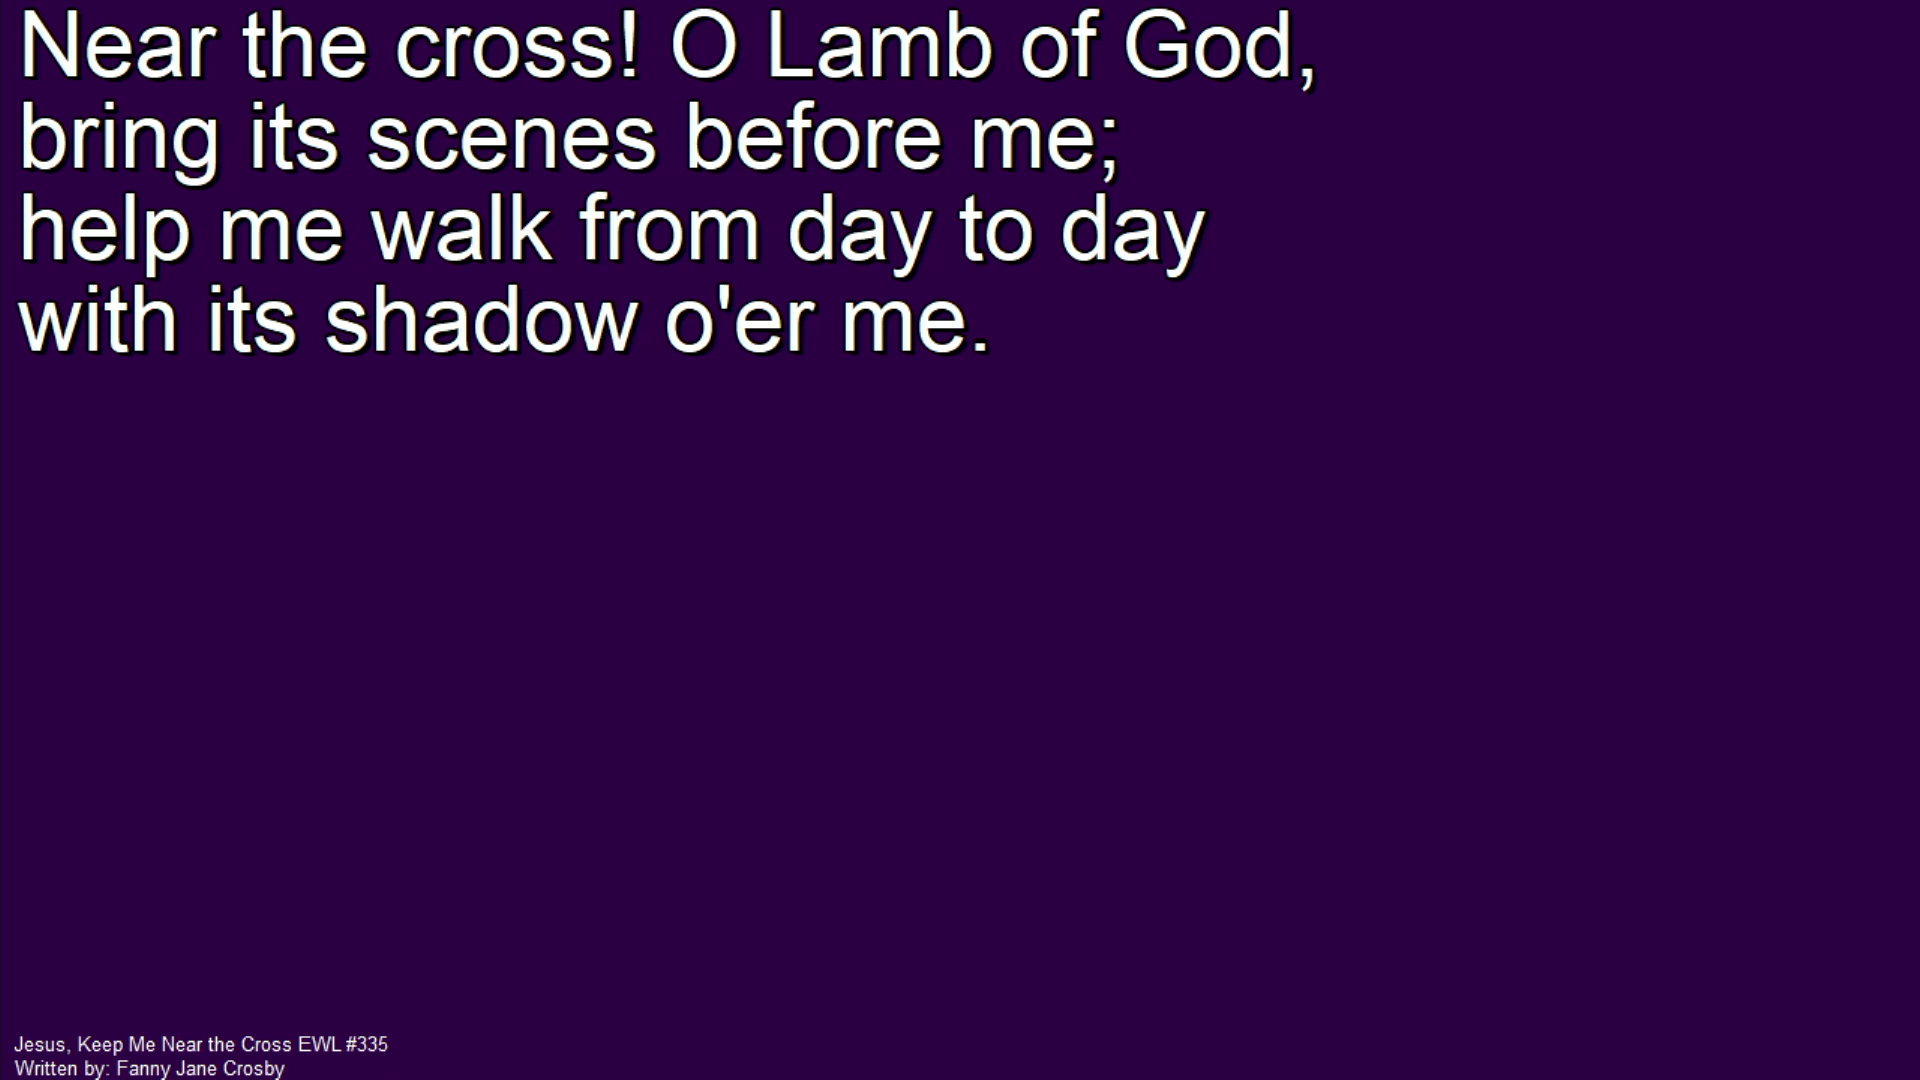 Near the cross! O Lamb of God,
bring its scenes before me;
help me walk from day to day
with its shadow o'er me.
Jesus, Keep Me Near the Cross EWL #335
Written by: Fanny Jane Crosby